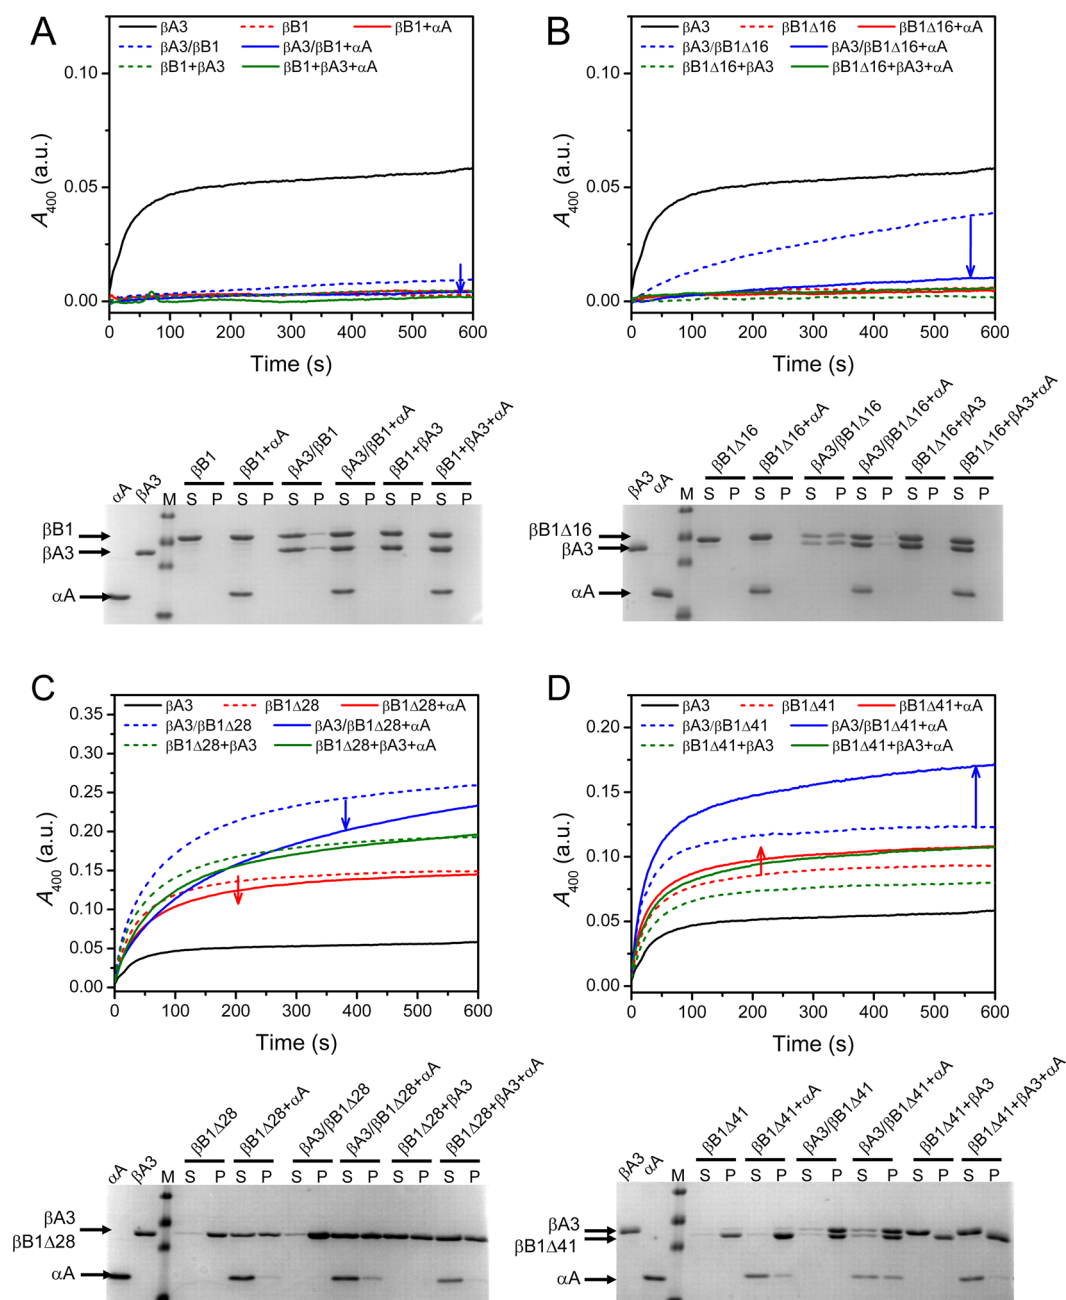 A
βA3 βB1 βB1+αA
βA3/βB1 βA3/βB1+αA
βB1+βA3 βB1+βA3+αA
0.10
0.05
0.00
A400 (a.u.)
0 100 200 300 400 500 600
Time (s)
αA βA3 M βB1 βB1+αA βA3/βB1 βA3/βB1+αA βB1+βA3 βB1+βA3+αA
S P S P S P S P S P S P
βB1
βA3
αA
B
βA3 βB1Δ16 βB1Δ16+αA
βA3/βB1Δ16 βA3/βB1Δ16+αA
βB1Δ16+βA3 βB1Δ16+βA3+αA
0.10
0.05
0.00
A400 (a.u.)
0 100 200 300 400 500 600
Time (s)
βA3 αA M βB1Δ16 βB1Δ16+αA βA3/βB1Δ16 βA3/βB1Δ16+αA βB1Δ16+βA3 βB1Δ16+βA3+αA
S P S P S P S P S P S P
βB1Δ16
βA3
αA
C
βA3 βB1Δ28 βB1Δ28+αA
βA3/βB1Δ28 βA3/βB1Δ28+αA
βB1Δ28+βA3 βB1Δ28+βA3+αA
0.35
0.30
0.25
0.20
0.15
0.10
0.05
0.00
A400 (a.u.)
0 100 200 300 400 500 600
Time (s)
αA βA3 M βB1Δ28 βB1Δ28+αA βA3/βB1Δ28 βA3/βB1Δ28+αA βB1Δ28+βA3 βB1Δ28+βA3+αA
S P S P S P S P S P S P
βA3
βB1Δ28
αA
D
βA3 βB1Δ41 βB1Δ41+αA
βA3/βB1Δ41 βA3/βB1Δ41+αA
βB1Δ41+βA3 βB1Δ41+βA3+αA
0.20
0.15
0.10
0.05
0.00
A400 (a.u.)
0 100 200 300 400 500 600
Time (s)
βA3 αA M βB1Δ41 βB1Δ41+αA βA3/βB1Δ41 βA3/βB1Δ41+αA βB1Δ41+βA3 βB1Δ41+βA3+αA
S P S P S P S P S P S P
βA3
βB1Δ41
αA